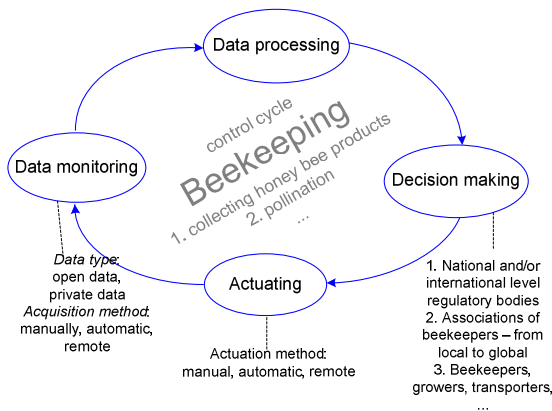 Data processing
control cycle
Beekeeping
1. collecting honey bee products
2. pollination
...
Data monitoring
Decision making
Data type:
open data,
private data
Acquisition method:
manually, automatic,
remote
Actuating
Actuation method:
manual, automatic, remote
1. National and/or
international level
regulatory bodies
2. Associations of
beekeepers – from
local to global
3. Beekeepers,
growers, transporters,
...